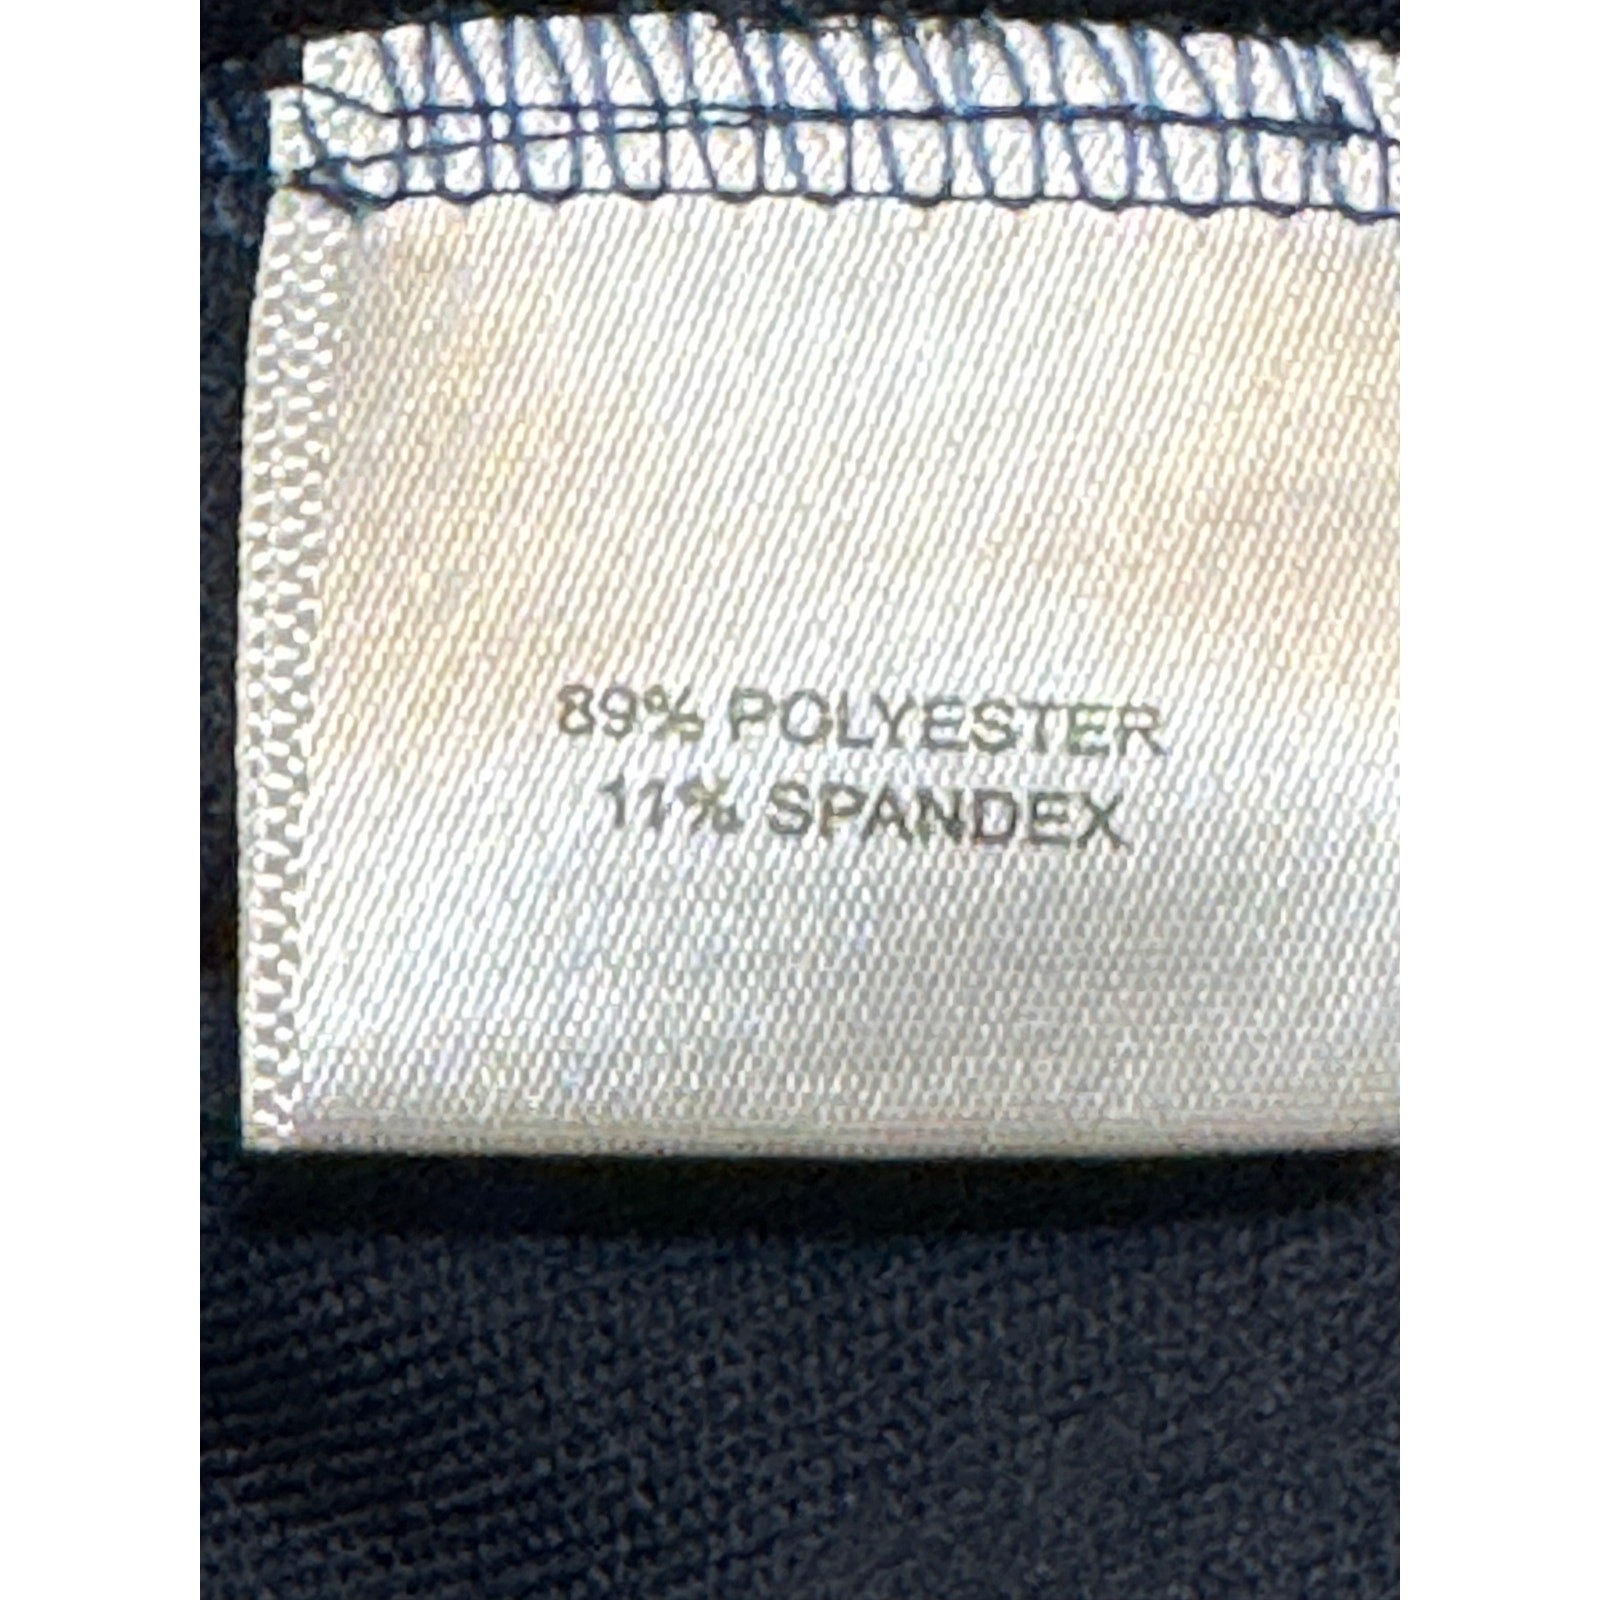 89% POLYESTER
11% SPANDEX